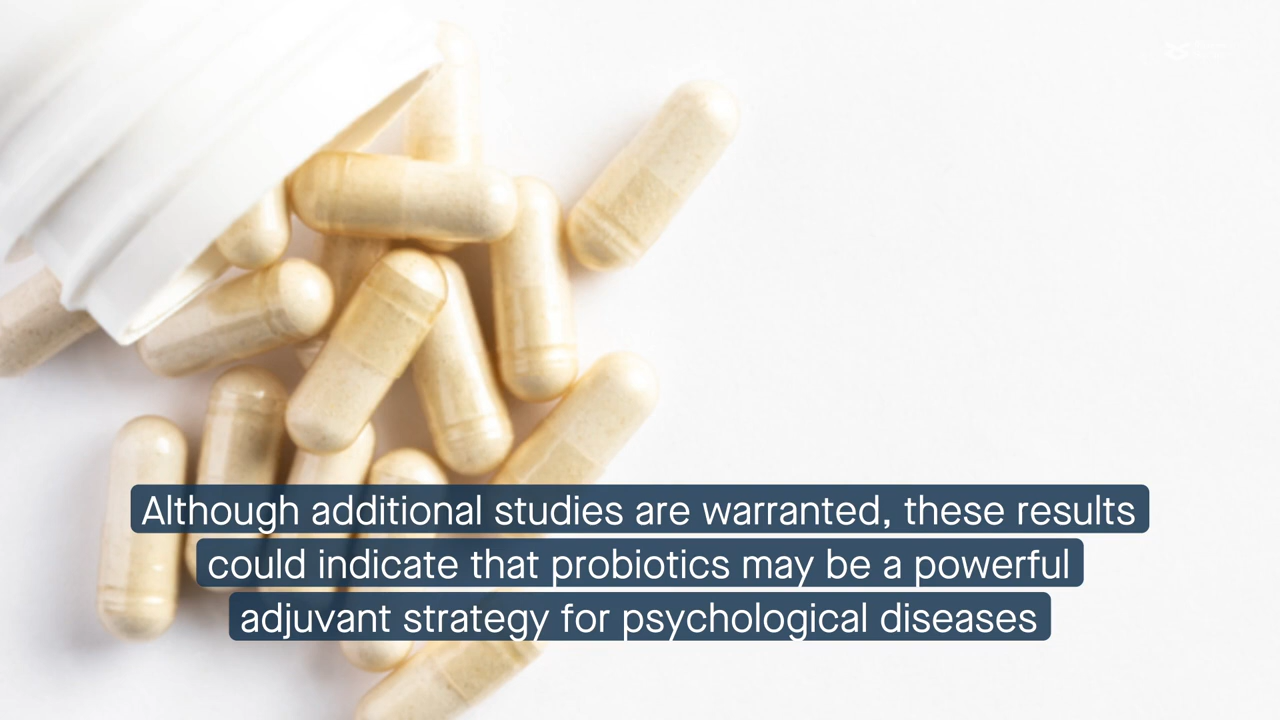 Although additional studies are warranted, these results
could indicate that probiotics may be a powerful
adjuvant strategy for psychological diseases